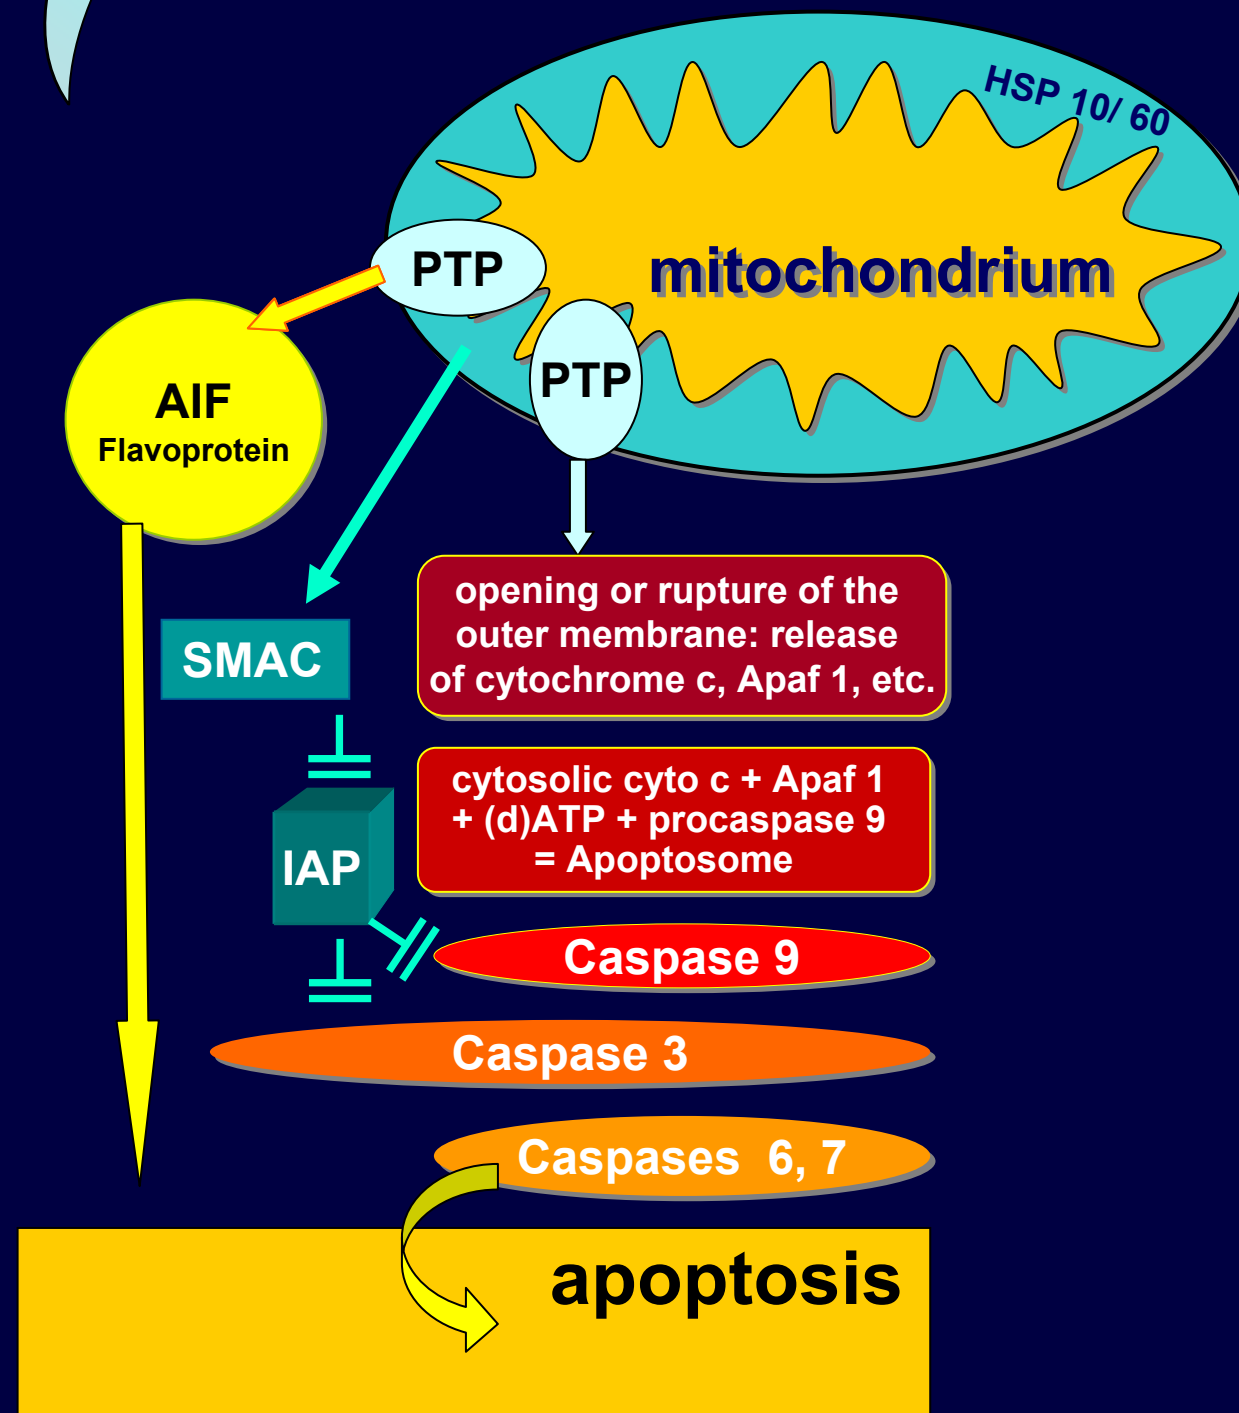 HSP 10/ 60
mitochondrium
PTP
PTP
AIF
Flavoprotein
opening or rupture of the
outer membrane: release
of cytochrome c, Apaf 1, etc.
SMAC
cytosolic cyto c + Apaf 1
+ (d)ATP + procaspase 9
= Apoptosome
IAP
Caspase 9
Caspase 3
Caspases  6, 7
apoptosis